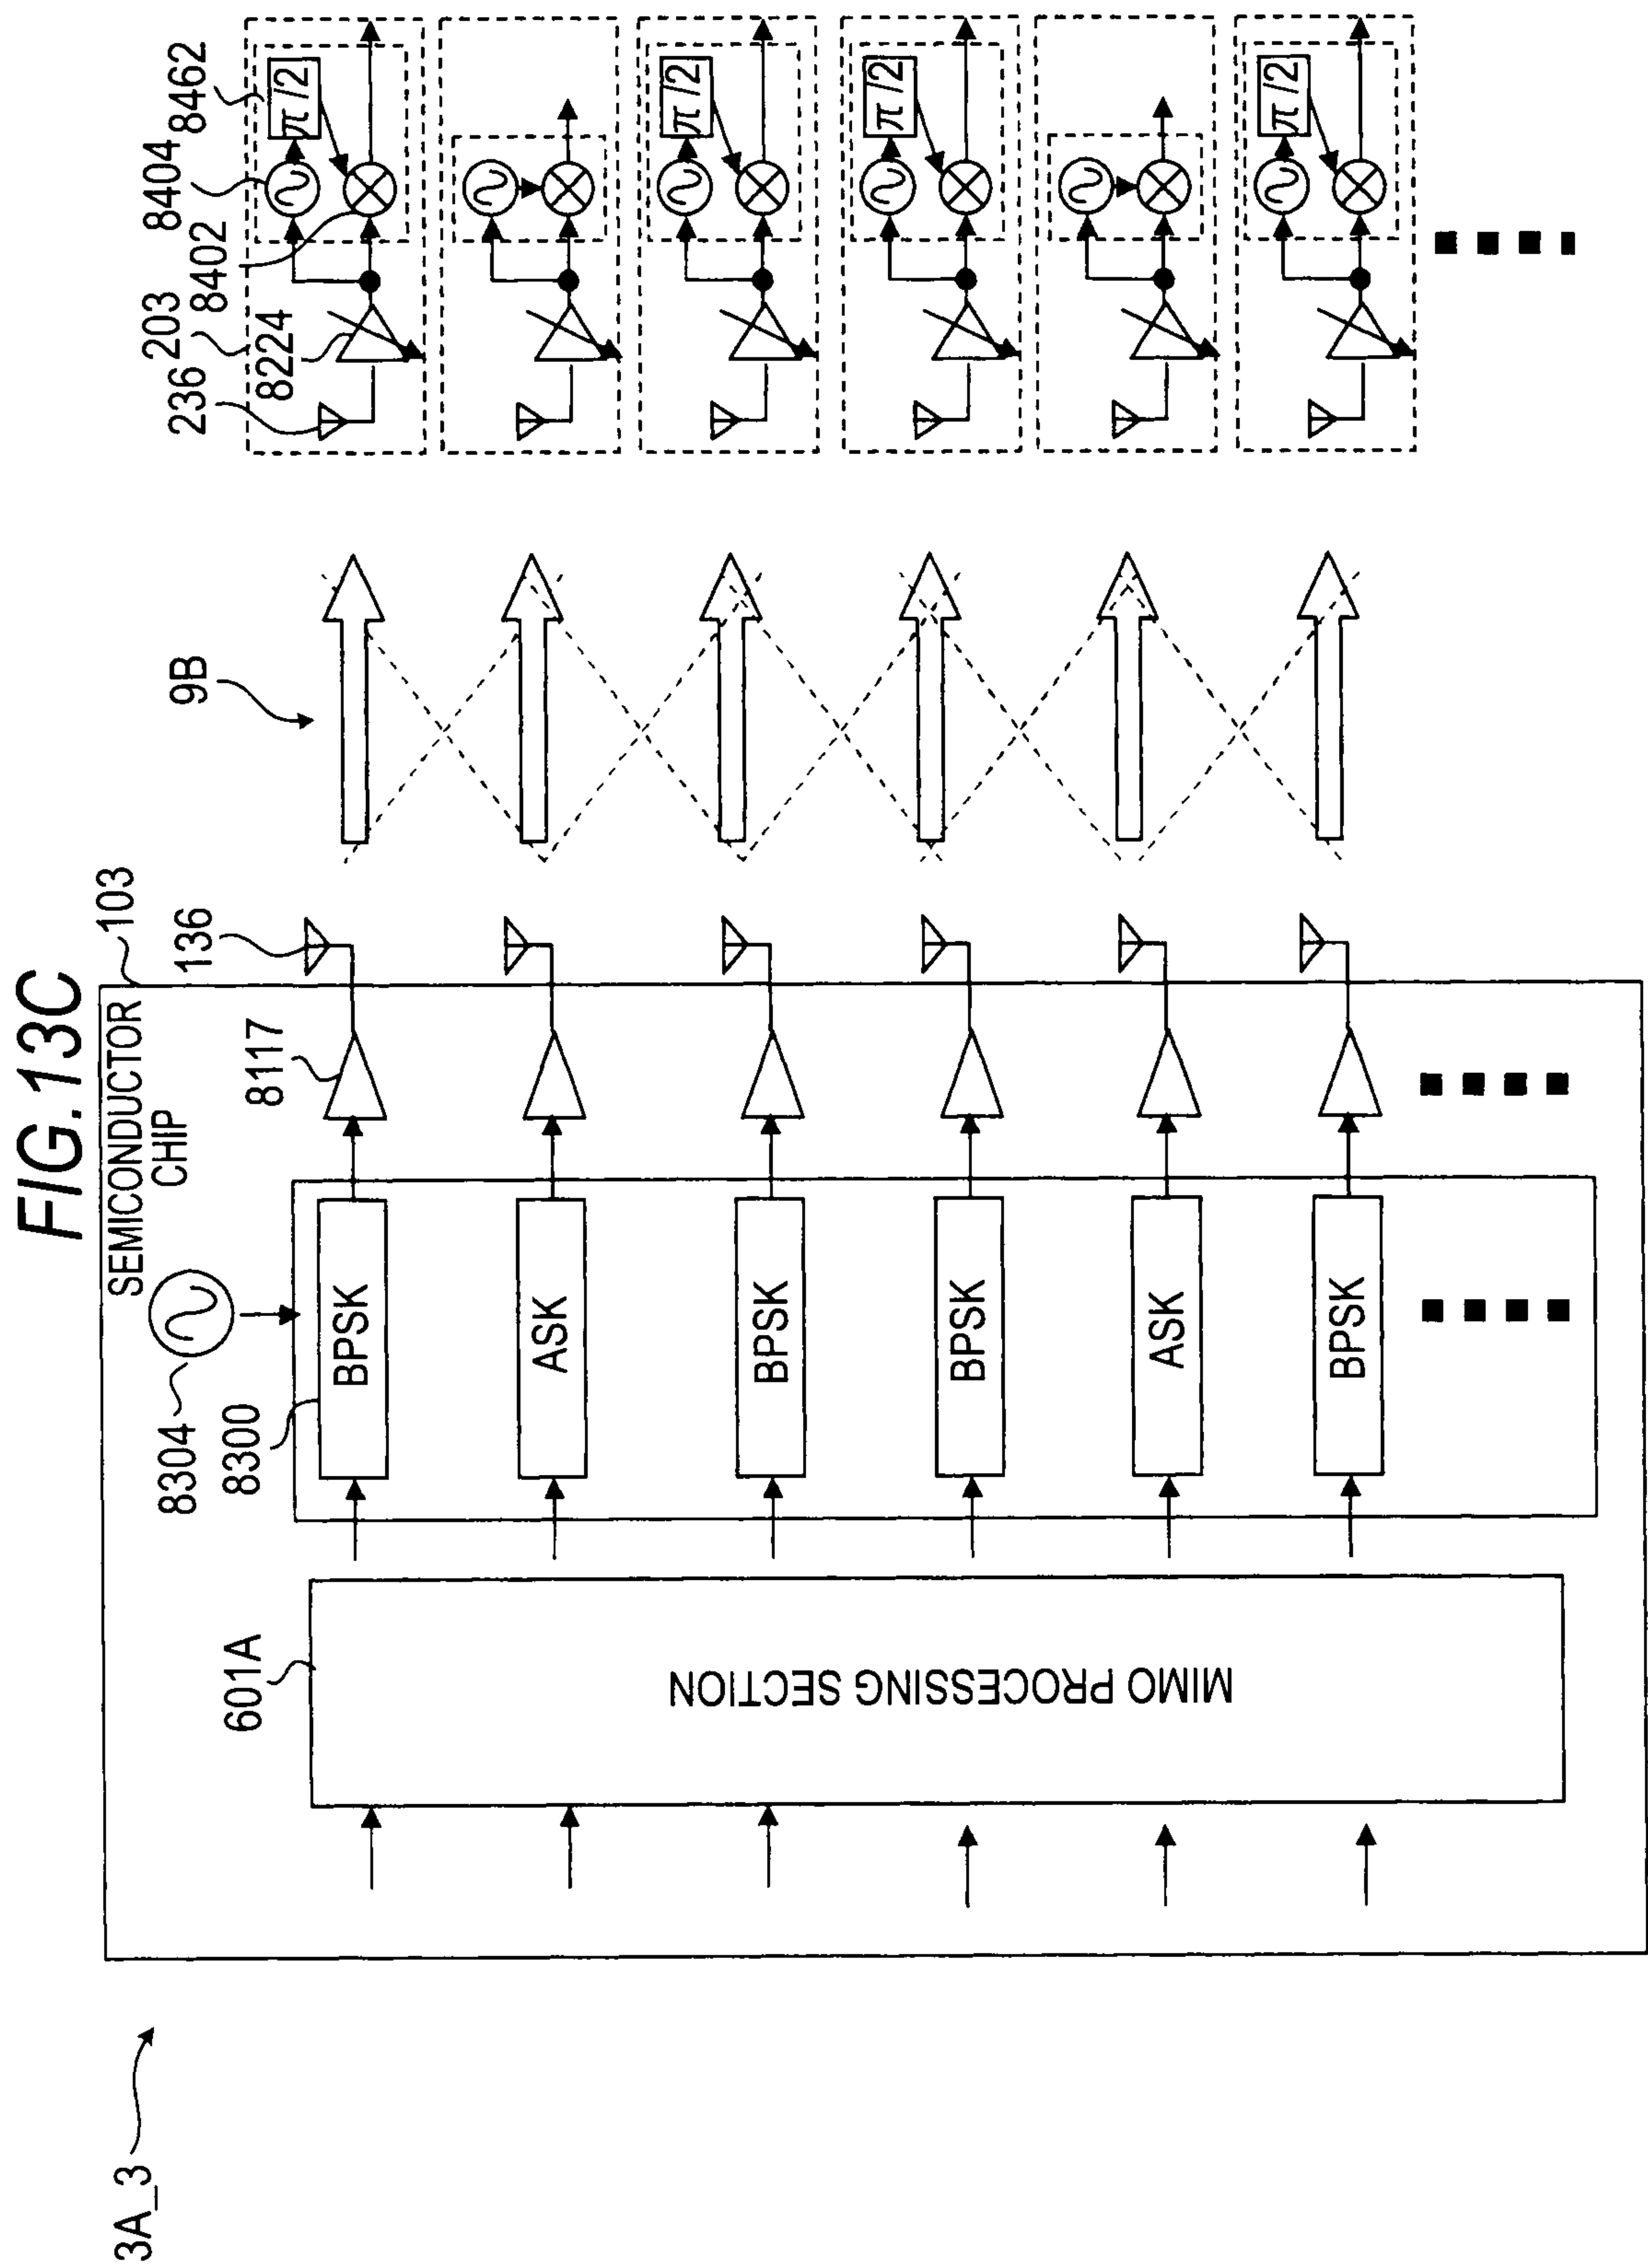 FIG.13C
3A_3
SEMICONDUCTOR
CHIP
103
8304
8300
601A
MIMO PROCESSING SECTION
BPSK
ASK
BPSK
BPSK
ASK
BPSK
8117
136
9B
236
203
8224
8402
8404
8462
π/2
π/2
π/2
π/2